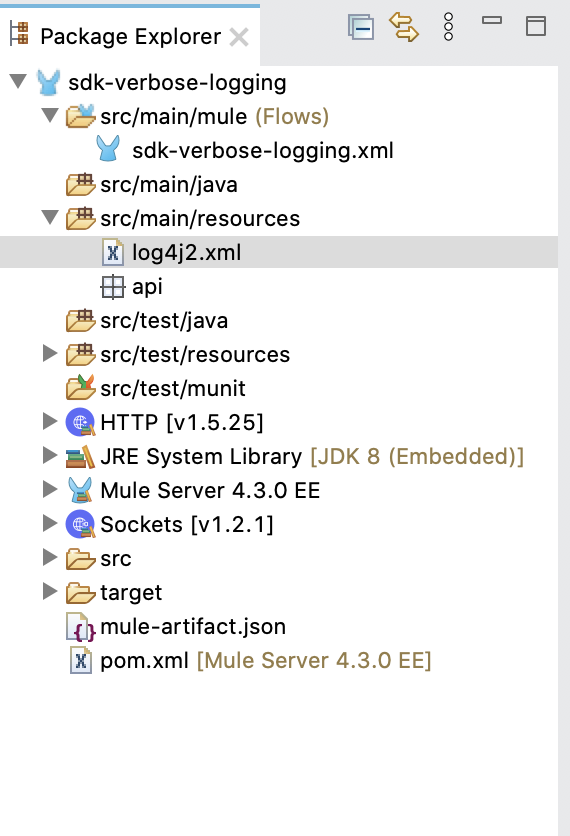 Package Explorer
sdk-verbose-logging
src/main/mule (Flows)
sdk-verbose-logging.xml
src/main/java
src/main/resources
log4j2.xml
api
src/test/java
src/test/resources
src/test/munit
HTTP [v1.5.25]
JRE System Library [JDK 8 (Embedded)]
Mule Server 4.3.0 EE
Sockets [v1.2.1]
src
target
mule-artifact.json
pom.xml [Mule Server 4.3.0 EE]